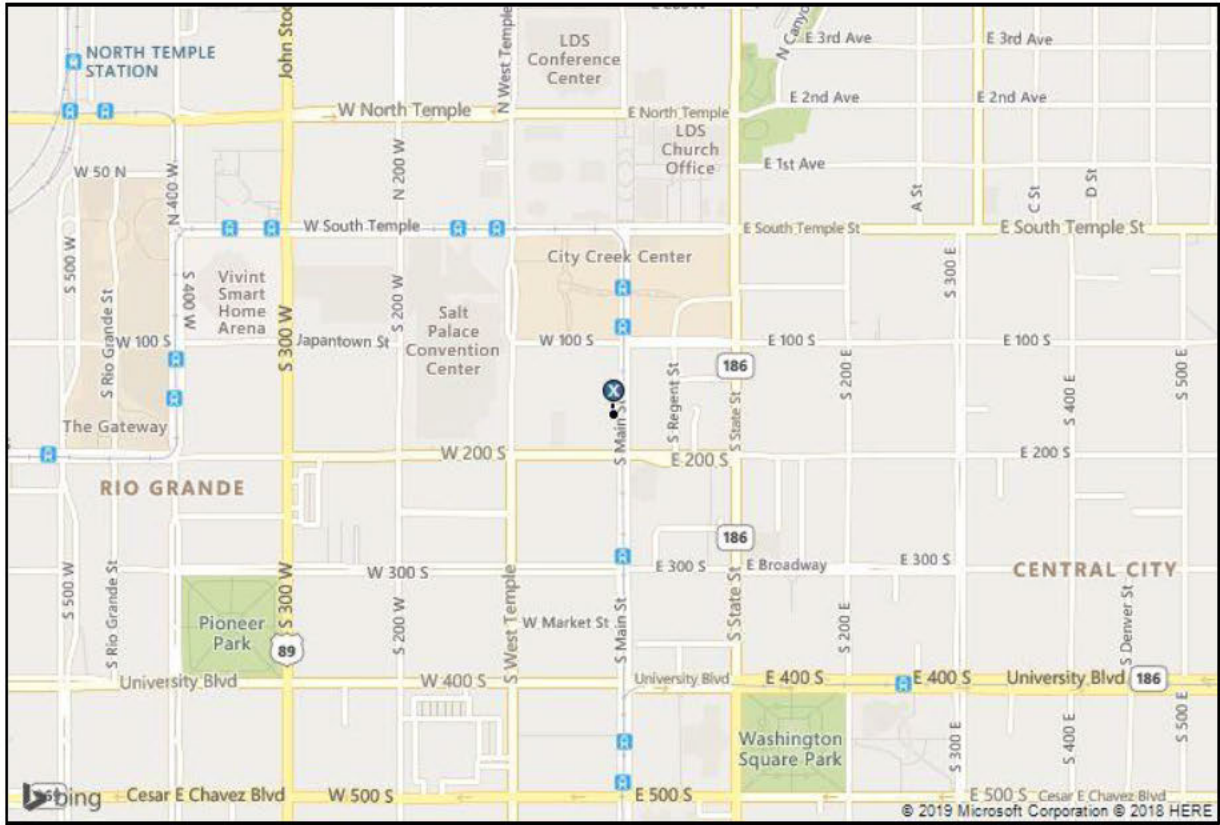 E 3rd Ave
E 3rd Ave
John Stoc
N West Temple
N Canyo
LDS
Conference
Center
NORTH TEMPLE
STATION
E 2nd Ave
E 2nd Ave
W North Temple
E North Temple
LDS
Church
Office
E 1st Ave
W 50 N
N 400 W
N 200 W
A St
C St
D St
W South Temple
E South Temple St
E South Temple St
City Creek Center
S 500 W
S Rio Grande St
S 400 W
Vivint
Smart
Home
Arena
S 300 W
S 200 W
Salt
Palace
Convention
Center
S 300 E
W 100 S
Japantown St
W 100 S
E 100 S
E 100 S
186
X
S Main St
S Regent St
S State St
S 200 E
S 400 E
S 500 E
The Gateway
W 200 S
E 200 S
E 200 S
RIO GRANDE
186
W 300 S
E 300 S
E Broadway
E 300 S
CENTRAL CITY
S 500 W
S Rio Grande St
Pioneer
Park
S 300 W
89
S 200 W
S West Temple
W Market St
S Main St
S State St
S 200 E
S Denver St
University Blvd
W 400 S
University Blvd
E 400 S
E 400 S
University Blvd
186
Washington
Square Park
S 300 E
S 400 E
S 500 E
bing
Cesar E Chavez Blvd
W 500 S
E 500 S
E 500 S
Cesar E Chavez Blvd
© 2019 Microsoft Corporation © 2018 HERE